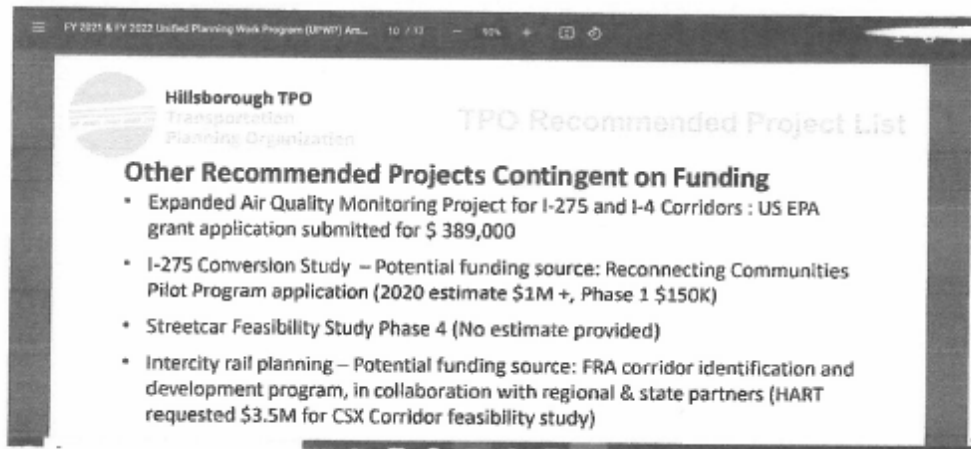 FY 2021 & FY 2022 Unified Planning Work Program (UPWP) Am... 10 / 13 — 90% +
Hillsborough TPO
Transportation
Planning Organization
TPO Recommended Project List
Other Recommended Projects Contingent on Funding
• Expanded Air Quality Monitoring Project for I-275 and I-4 Corridors : US EPA
grant application submitted for $ 389,000
• I-275 Conversion Study – Potential funding source: Reconnecting Communities
Pilot Program application (2020 estimate $1M +, Phase 1 $150K)
• Streetcar Feasibility Study Phase 4 (No estimate provided)
• Intercity rail planning – Potential funding source: FRA corridor identification and
development program, in collaboration with regional & state partners (HART
requested $3.5M for CSX Corridor feasibility study)